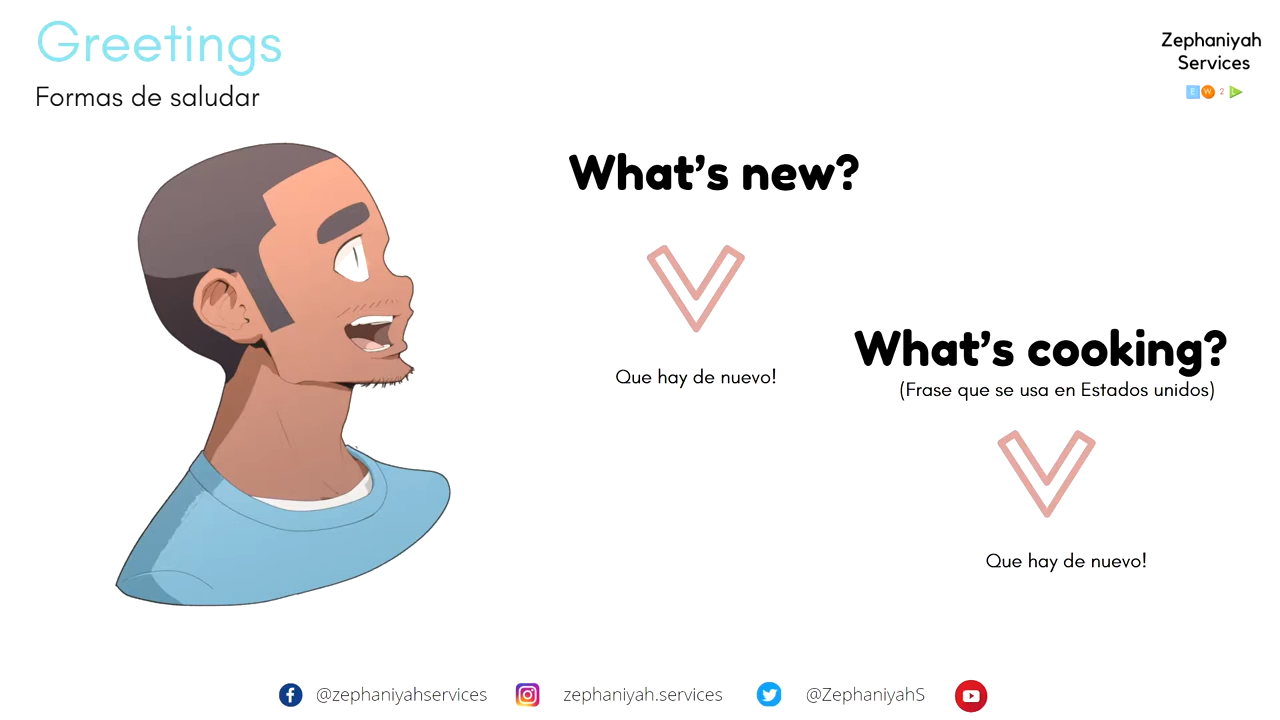 Greetings
Formas de saludar
Zephaniyah
Services
E W 2 L
What's new?
Que hay de nuevo!
What's cooking?
(Frase que se usa en Estados unidos)
Que hay de nuevo!
@zephaniyahservices zephaniyah.services @ZephaniyahS